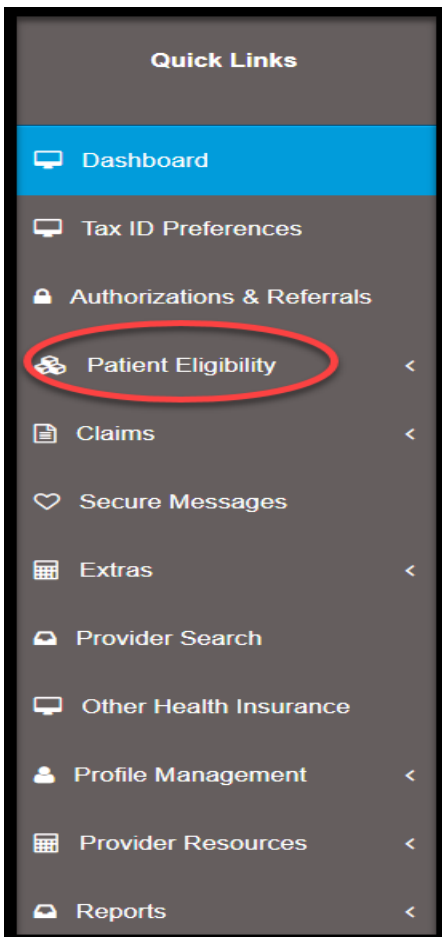 Quick Links
Dashboard
Tax ID Preferences
Authorizations & Referrals
Patient Eligibility
Claims
Secure Messages
Extras
Provider Search
Other Health Insurance
Profile Management
Provider Resources
Reports